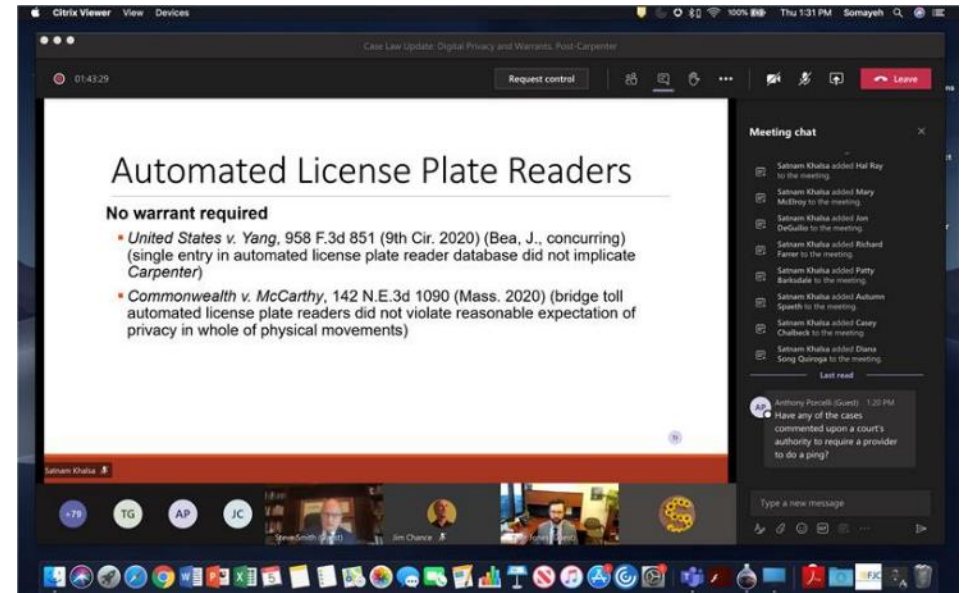 Citrix Viewer View Devices
100% Thu 1:31 PM Somayeh
Case Law Update: Digital Privacy and Warrants, Post-Carpenter
01:43:29
Request control
Leave
Automated License Plate Readers
No warrant required
United States v. Yang, 958 F.3d 851 (9th Cir. 2020) (Bea, J., concurring)
(single entry in automated license plate reader database did not implicate
Carpenter)
Commonwealth v. McCarthy, 142 N.E.3d 1090 (Mass. 2020) (bridge toll
automated license plate readers did not violate reasonable expectation of
privacy in whole of physical movements)
Satnam Khalsa
+79
TG
AP
JC
Steve Smith (Guest)
Jim Chance
Jones (Guest)
Meeting chat
Satnam Khalsa added Hal Ray
to the meeting.
Satnam Khalsa added Mary
McElroy to the meeting.
Satnam Khalsa added Jon
DeGuilio to the meeting.
Satnam Khalsa added Richard
Farrer to the meeting.
Satnam Khalsa added Patty
Barksdale to the meeting.
Satnam Khalsa added Autumn
Spaeth to the meeting.
Satnam Khalsa added Casey
Chalbeck to the meeting.
Satnam Khalsa added Diana
Song Quiroga to the meeting.
Last read
AP
Anthony Porcelli (Guest) 1:20 PM
Have any of the cases
commented upon a court's
authority to require a provider
to do a ping?
Type a new message
FJC